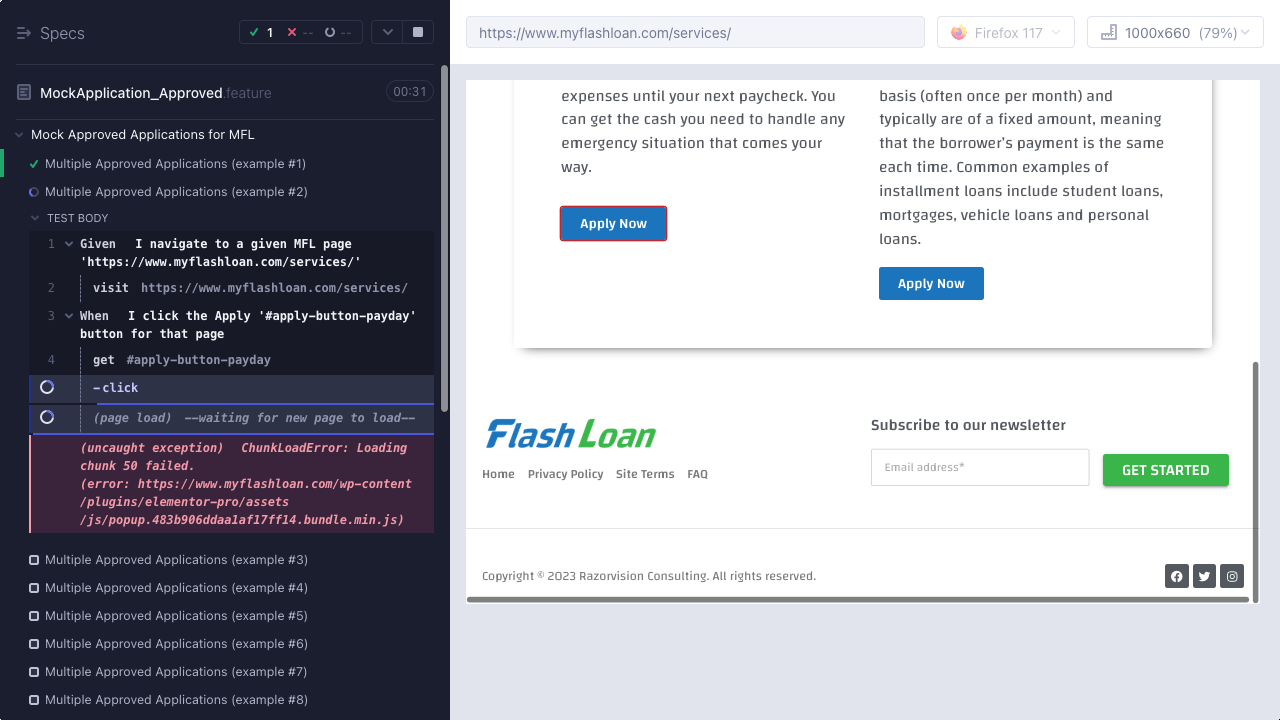 Specs
1
--
--
MockApplication_Approved.feature
00:31
Mock Approved Applications for MFL
Multiple Approved Applications (example #1)
Multiple Approved Applications (example #2)
TEST BODY
1 Given I navigate to a given MFL page
'https://www.myflashloan.com/services/'
2 visit https://www.myflashloan.com/services/
3 When I click the Apply '#apply-button-payday'
button for that page
4 get #apply-button-payday
-click
(page load) --waiting for new page to load--
(uncaught exception) ChunkLoadError: Loading
chunk 50 failed.
(error: https://www.myflashloan.com/wp-content
/plugins/elementor-pro/assets
/js/popup.483b906ddaa1af17ff14.bundle.min.js)
Multiple Approved Applications (example #3)
Multiple Approved Applications (example #4)
Multiple Approved Applications (example #5)
Multiple Approved Applications (example #6)
Multiple Approved Applications (example #7)
Multiple Approved Applications (example #8)
https://www.myflashloan.com/services/
Firefox 117
1000x660 (79%)
expenses until your next paycheck. You
can get the cash you need to handle any
emergency situation that comes your
way.
Apply Now
basis (often once per month) and
typically are of a fixed amount, meaning
that the borrower's payment is the same
each time. Common examples of
installment loans include student loans,
mortgages, vehicle loans and personal
loans.
Apply Now
Flash Loan
Home Privacy Policy Site Terms FAQ
Subscribe to our newsletter
Email address*
GET STARTED
Copyright © 2023 Razorvision Consulting. All rights reserved.